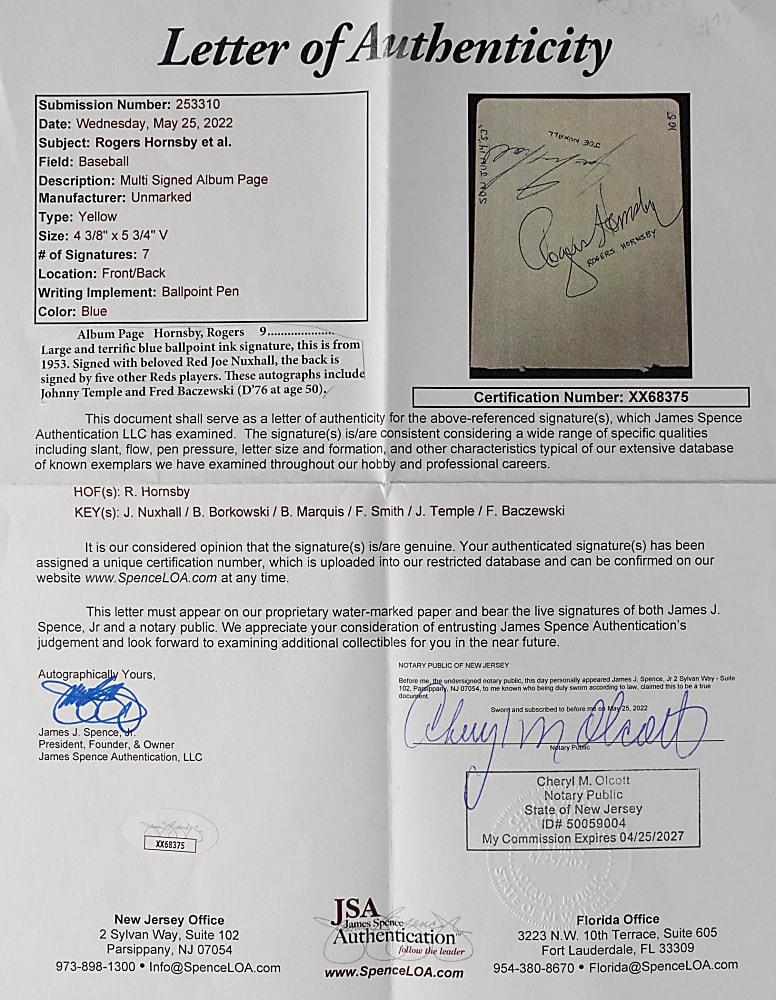 Letter of Authenticity
Submission Number: 253310
Date: Wednesday, May 25, 2022
Subject: Rogers Hornsby et al.
Field: Baseball
Description: Multi Signed Album Page
Manufacturer: Unmarked
Type: Yellow
Size: 4 3/8" x 5 3/4" V
# of Signatures: 7
Location: Front/Back
Writing Implement: Ballpoint Pen
Color: Blue
Album Page Hornsby, Rogers 9....................
Large and terrific blue ballpoint ink signature, this is from
1953. Signed with beloved Red Joe Nuxhall, the back is
signed by five other Reds players. These autographs include
Johnny Temple and Fred Baczewski (D'76 at age 50).
SUN JUN 14 '53
JOE NUXHALL
Joe Nuxhall
105
Rogers Hornsby
ROGERS HORNSBY
Certification Number: XX68375
This document shall serve as a letter of authenticity for the above-referenced signature(s), which James Spence
Authentication LLC has examined. The signature(s) is/are consistent considering a wide range of specific qualities
including slant, flow, pen pressure, letter size and formation, and other characteristics typical of our extensive database
of known exemplars we have examined throughout our hobby and professional careers.
HOF(s): R. Hornsby
KEY(s): J. Nuxhall / B. Borkowski / B. Marquis / F. Smith / J. Temple / F. Baczewski
It is our considered opinion that the signature(s) is/are genuine. Your authenticated signature(s) has been
assigned a unique certification number, which is uploaded into our restricted database and can be confirmed on our
website www.SpenceLOA.com at any time.
This letter must appear on our proprietary water-marked paper and bear the live signatures of both James J.
Spence, Jr and a notary public. We appreciate your consideration of entrusting James Spence Authentication's
judgement and look forward to examining additional collectibles for you in the near future.
Autographically Yours,
James J. Spence, Jr.
President, Founder, & Owner
James Spence Authentication, LLC
XX68375
NOTARY PUBLIC OF NEW JERSEY
Before me, the undersigned notary public, this day personally appeared James J. Spence, Jr 2 Sylvan Way - Suite
102, Parsippany, NJ 07054, to me known who being duly sworn according to law, claimed this to be a true
document.
Sworn and subscribed to before me on May 25, 2022
Cheryl M Olcott
Notary Public
Cheryl M. Olcott
Notary Public
State of New Jersey
ID# 50059004
My Commission Expires 04/25/2027
New Jersey Office
2 Sylvan Way, Suite 102
Parsippany, NJ 07054
973-898-1300 • Info@SpenceLOA.com
JSA
James Spence
Authentication™
follow the leader
www.SpenceLOA.com
Florida Office
3223 N.W. 10th Terrace, Suite 605
Fort Lauderdale, FL 33309
954-380-8670 • Florida@SpenceLOA.com